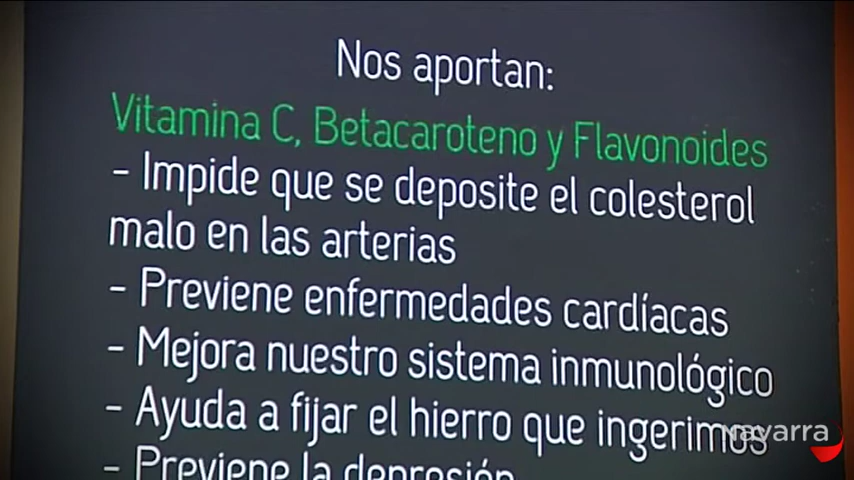 Nos aportan:
Vitamina C, Betacaroteno y Flavonoides
- Impide que se deposite el colesterol
malo en las arterias
- Previene enfermedades cardíacas
- Mejora nuestro sistema inmunológico
- Ayuda a fijar el hierro que ingerimos
Navarra
- Previene la depresión